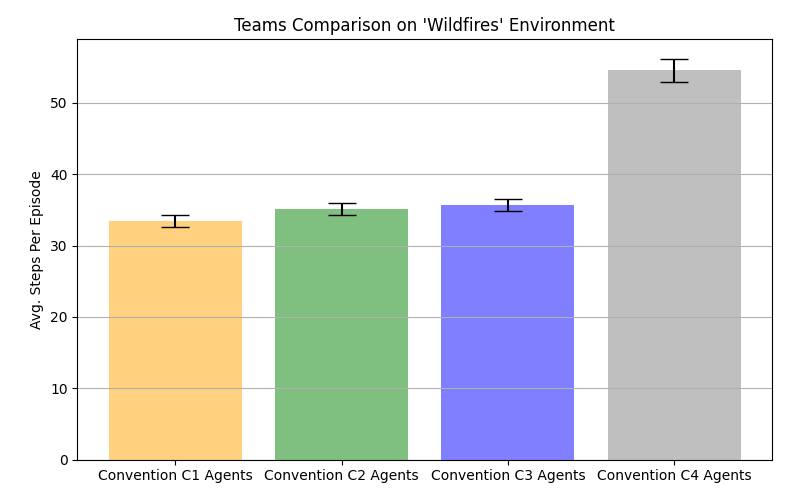 Teams Comparison on 'Wildfires' Environment
Avg. Steps Per Episode
50
40
30
20
10
0
Convention C1 Agents
Convention C2 Agents
Convention C3 Agents
Convention C4 Agents